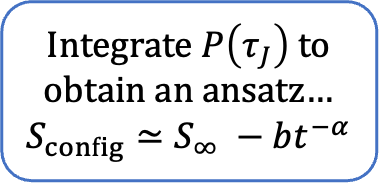 Integrate P(τ_J) to
obtain an ansatz...
S_config ≃ S_∞ − bt^{−α}